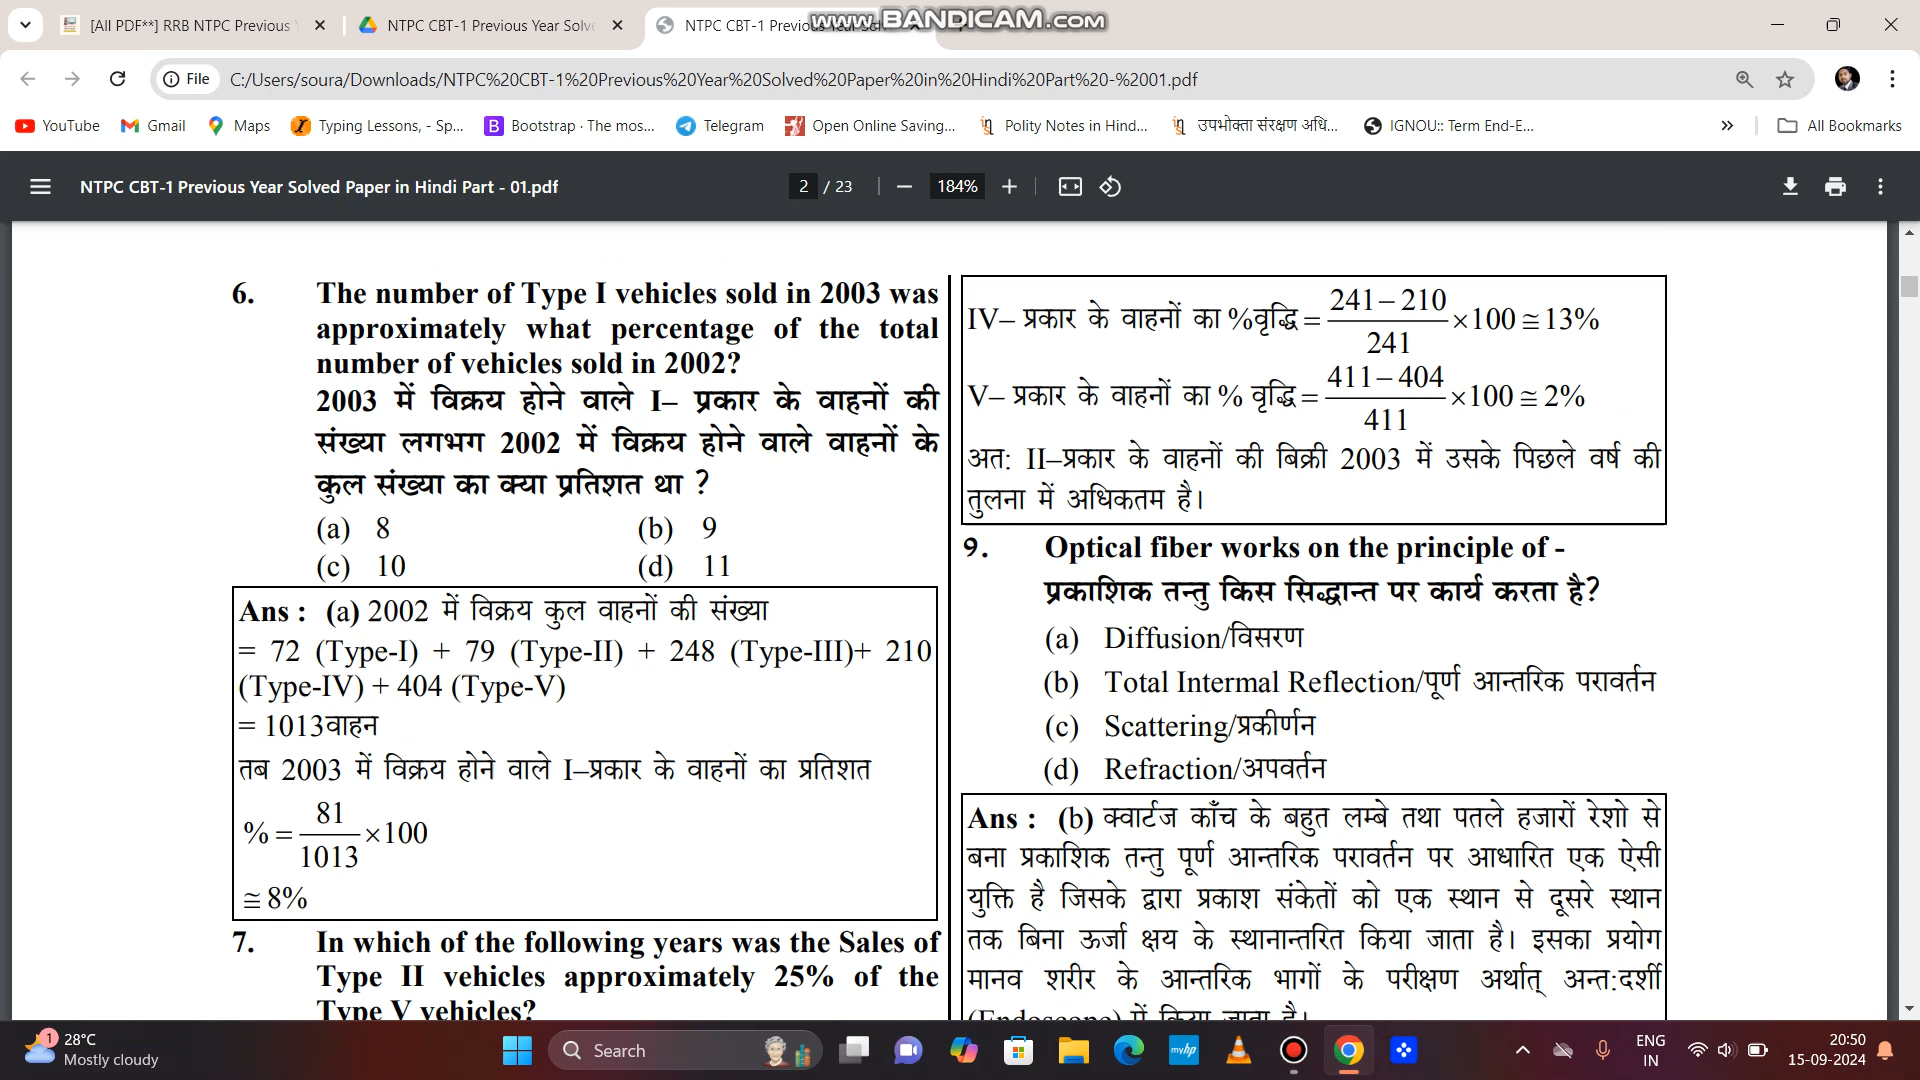 www.BANDICAM.com
[All PDF**] RRB NTPC Previous
NTPC CBT-1 Previous Year Solve
NTPC CBT-1 Previous Year Solv
File
C:/Users/soura/Downloads/NTPC%20CBT-1%20Previous%20Year%20Solved%20Paper%20in%20Hindi%20Part%20-%2001.pdf
YouTube
Gmail
Maps
Typing Lessons, - Sp...
Bootstrap · The mos...
Telegram
Open Online Saving...
Polity Notes in Hind...
उपभोक्ता संरक्षण अधि...
IGNOU:: Term End-E...
All Bookmarks
NTPC CBT-1 Previous Year Solved Paper in Hindi Part - 01.pdf
2 / 23
184%
6. The number of Type I vehicles sold in 2003 was
approximately what percentage of the total
number of vehicles sold in 2002?
2003 में विक्रय होने वाले I– प्रकार के वाहनों की
संख्या लगभग 2002 में विक्रय होने वाले वाहनों के
कुल संख्या का क्या प्रतिशत था ?
(a) 8 (b) 9
(c) 10 (d) 11
Ans : (a) 2002 में विक्रय कुल वाहनों की संख्या
= 72 (Type-I) + 79 (Type-II) + 248 (Type-III)+ 210
(Type-IV) + 404 (Type-V)
= 1013वाहन
तब 2003 में विक्रय होने वाले I–प्रकार के वाहनों का प्रतिशत
% = 81/1013 ×100
≅ 8%
7. In which of the following years was the Sales of
Type II vehicles approximately 25% of the
Type V vehicles?
IV– प्रकार के वाहनों का %वृद्धि = 241 – 210/241 ×100 ≅ 13%
V– प्रकार के वाहनों का % वृद्धि = 411 – 404/411 ×100 ≅ 2%
अत: II–प्रकार के वाहनों की बिक्री 2003 में उसके पिछले वर्ष की
तुलना में अधिकतम है।
9. Optical fiber works on the principle of -
प्रकाशिक तन्तु किस सिद्धान्त पर कार्य करता है?
(a) Diffusion/विसरण
(b) Total Intermal Reflection/पूर्ण आन्तरिक परावर्तन
(c) Scattering/प्रकीर्णन
(d) Refraction/अपवर्तन
Ans : (b) क्वार्टज काँच के बहुत लम्बे तथा पतले हजारों रेशो से
बना प्रकाशिक तन्तु पूर्ण आन्तरिक परावर्तन पर आधारित एक ऐसी
युक्ति है जिसके द्वारा प्रकाश संकेतों को एक स्थान से दूसरे स्थान
तक बिना ऊर्जा क्षय के स्थानान्तरित किया जाता है। इसका प्रयोग
मानव शरीर के आन्तरिक भागों के परीक्षण अर्थात् अन्त:दर्शी
(Endoscope) में किया जाता है।
1
28°C
Mostly cloudy
Search
myhp
ENG
IN
20:50
15-09-2024